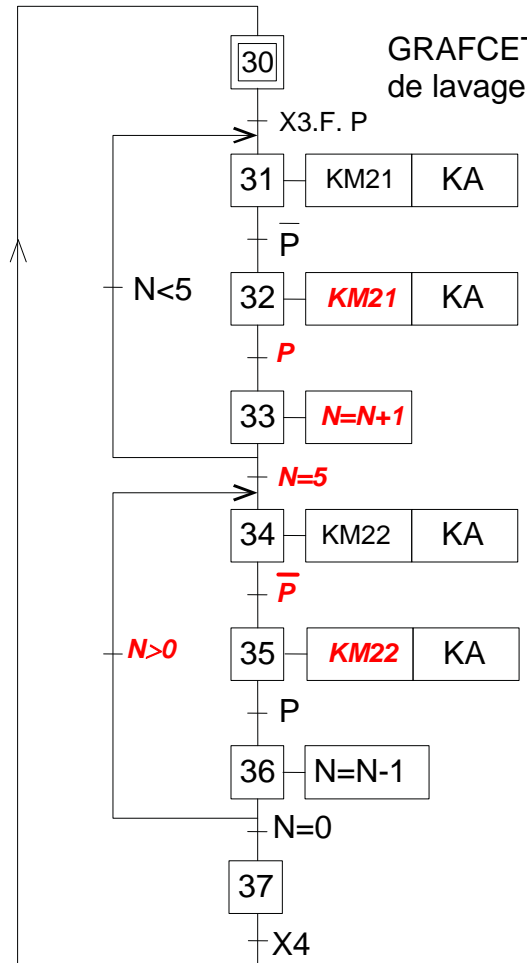 GRAFCET
de lavage
30
X3.F. P
31 KM21 KA
P̅
N<5
32 KM21 KA
P
33 N=N+1
N=5
34 KM22 KA
P̅
N>0
35 KM22 KA
P
36 N=N-1
N=0
37
X4